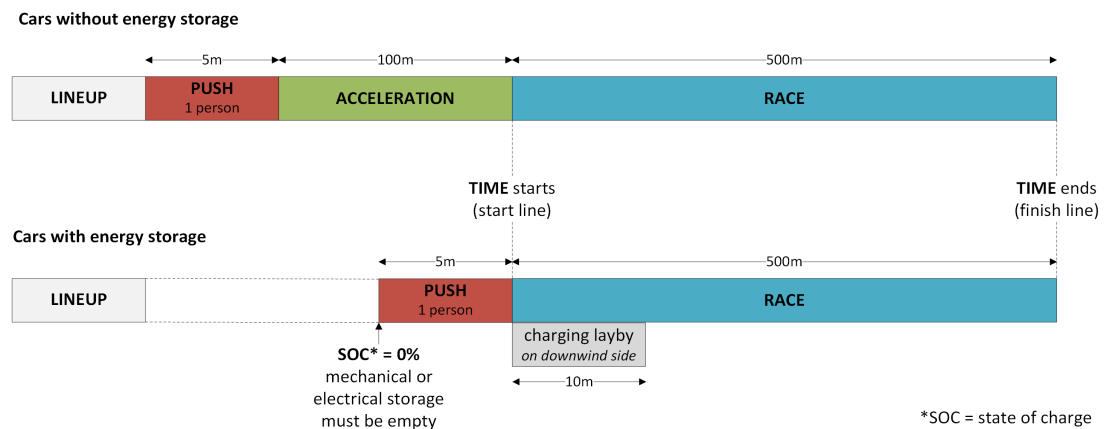 Cars without energy storage
5m
100m
500m
LINEUP
PUSH
1 person
ACCELERATION
RACE
TIME starts
(start line)
TIME ends
(finish line)
Cars with energy storage
5m
500m
LINEUP
PUSH
1 person
RACE
charging layby
on downwind side
10m
SOC* = 0%
mechanical or
electrical storage
must be empty
*SOC = state of charge